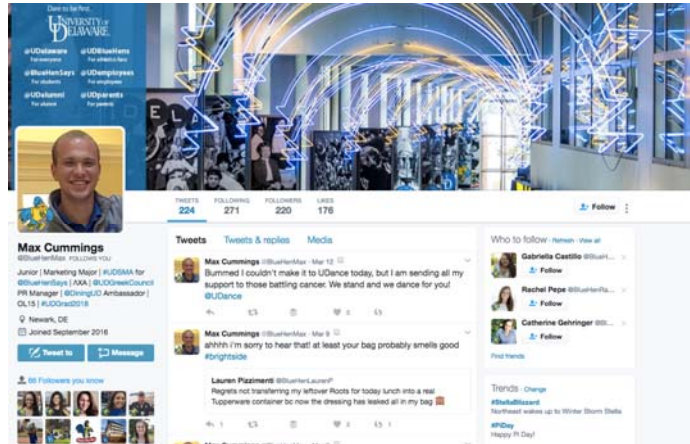 Dare to be first.
UNIVERSITY OF
DELAWARE
@UDelaware
For everyone
@UDBlueHens
For athletics fans
@BlueHenSays
For students
@UDemployees
For employees
@UDalumni
For alumni
@UDparents
For parents
TWEETS
224
FOLLOWING
271
FOLLOWERS
220
LIKES
176
Follow
Max Cummings
@BlueHenMax FOLLOWS YOU
Junior | Marketing Major | #UDSMA for
@BlueHenSays | AXA | @UDGreekCouncil
PR Manager | @DiningUD Ambassador |
OL15 | #UDGrad2018
Newark, DE
Joined September 2016
Tweet to
Message
66 Followers you know
Tweets Tweets & replies Media
Max Cummings @BlueHenMax · Mar 12
Bummed I couldn't make it to UDance today, but I am sending all my
support to those battling cancer. We stand and we dance for you!
@UDance
4
Max Cummings @BlueHenMax · Mar 9
ahhhh i'm sorry to hear that! at least your bag probably smells good
#brightside
Lauren Pizzimenti @BlueHenLaurenP
Regrets not transferring my leftover Roots for today lunch into a real
Tupperware container bc now the dressing has leaked all in my bag
1
2
1
Who to follow · Refresh · View all
Gabriella Castillo @BlueH...
Follow
Rachel Pepe @BlueHenRa...
Follow
Catherine Gehringer @Bl...
Follow
Find friends
Trends · Change
#StellaBlizzard
Northeast wakes up to Winter Storm Stella
#PiDay
Happy Pi Day!